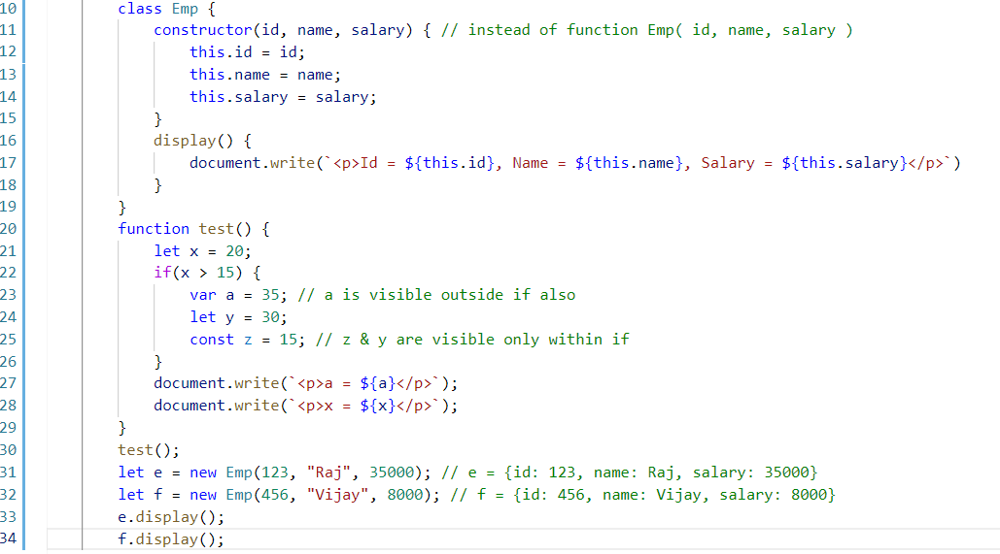 10 class Emp {
11 constructor(id, name, salary) { // instead of function Emp( id, name, salary )
12 this.id = id;
13 this.name = name;
14 this.salary = salary;
15 }
16 display() {
17 document.write(`<p>Id = ${this.id}, Name = ${this.name}, Salary = ${this.salary}</p>`)
18 }
19 }
20 function test() {
21 let x = 20;
22 if(x > 15) {
23 var a = 35; // a is visible outside if also
24 let y = 30;
25 const z = 15; // z & y are visible only within if
26 }
27 document.write(`<p>a = ${a}</p>`);
28 document.write(`<p>x = ${x}</p>`);
29 }
30 test();
31 let e = new Emp(123, "Raj", 35000); // e = {id: 123, name: Raj, salary: 35000}
32 let f = new Emp(456, "Vijay", 8000); // f = {id: 456, name: Vijay, salary: 8000}
33 e.display();
34 f.display();